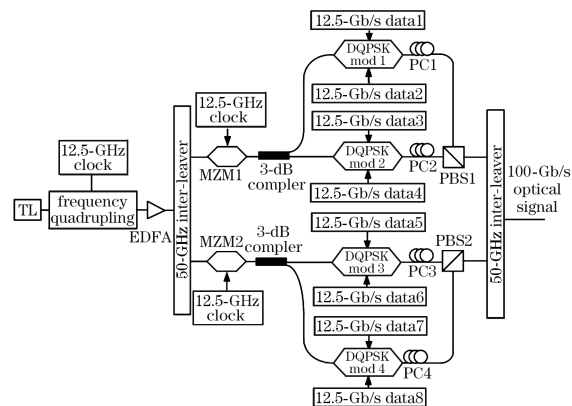 12.5-Gb/s data1
DQPSK
mod 1
PC1
12.5-Gb/s data2
12.5-GHz
clock
12.5-Gb/s data3
MZM1
3-dB
compler
DQPSK
mod 2
PC2
PBS1
12.5-Gb/s data4
12.5-GHz
clock
TL
frequency
quadrupling
EDFA
50-GHz inter-leaver
50-GHz inter-leaver
100-Gb/s
optical
signal
MZM2
3-dB
compler
12.5-Gb/s data5
PBS2
DQPSK
mod 3
PC3
12.5-GHz
clock
12.5-Gb/s data6
12.5-Gb/s data7
DQPSK
mod 4
PC4
12.5-Gb/s data8